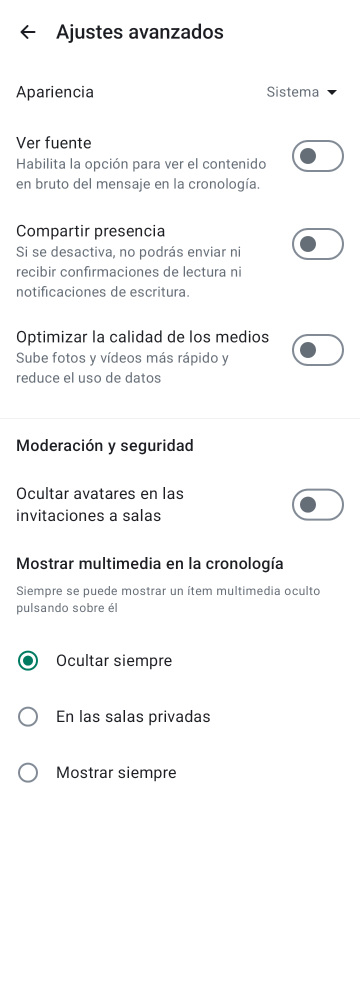 Ajustes avanzados
Apariencia
Sistema
Ver fuente
Habilita la opción para ver el contenido
en bruto del mensaje en la cronología.
Compartir presencia
Si se desactiva, no podrás enviar ni
recibir confirmaciones de lectura ni
notificaciones de escritura.
Optimizar la calidad de los medios
Sube fotos y vídeos más rápido y
reduce el uso de datos
Moderación y seguridad
Ocultar avatares en las
invitaciones a salas
Mostrar multimedia en la cronología
Siempre se puede mostrar un ítem multimedia oculto
pulsando sobre él
Ocultar siempre
En las salas privadas
Mostrar siempre